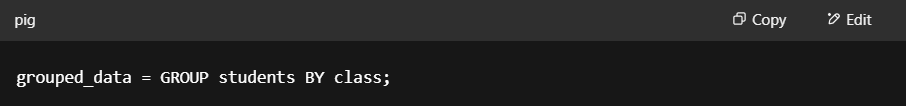 pig Copy Edit
grouped_data = GROUP students BY class;